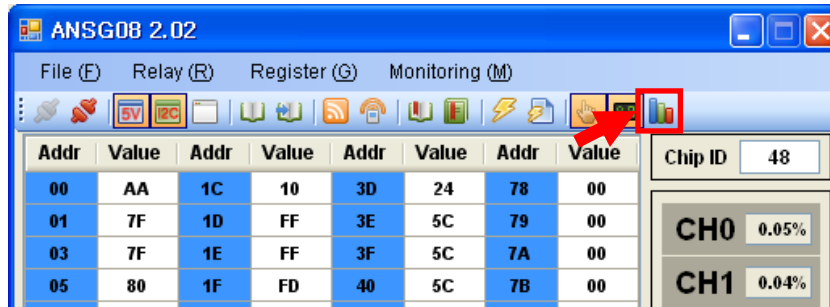 ANSG08 2.02
File (F) Relay (R) Register (G) Monitoring (M)
5V I2C
Addr Value Addr Value Addr Value Addr Value
Chip ID 48
00 AA 1C 10 3D 24 78 00
01 7F 1D FF 3E 5C 79 00
CH0 0.05%
03 7F 1E FF 3F 5C 7A 00
05 80 1F FD 40 5C 7B 00
CH1 0.04%